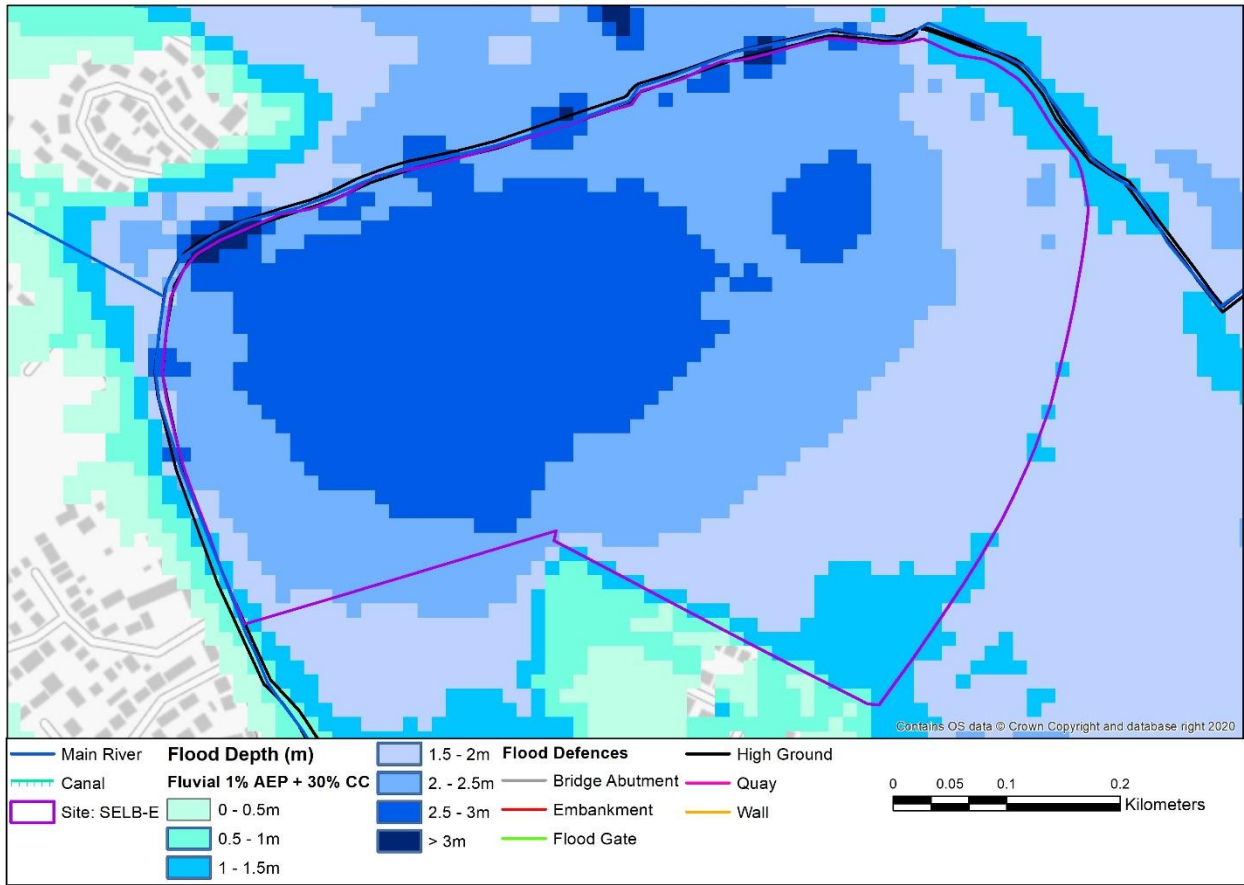 Contains OS data © Crown Copyright and database right 2020
Main River
Canal
Site: SELB-E
Flood Depth (m)
Fluvial 1% AEP + 30% CC
0 - 0.5m
0.5 - 1m
1 - 1.5m
1.5 - 2m
2. - 2.5m
2.5 - 3m
> 3m
Flood Defences
Bridge Abutment
Embankment
Flood Gate
High Ground
Quay
Wall
0 0.05 0.1 0.2
Kilometers